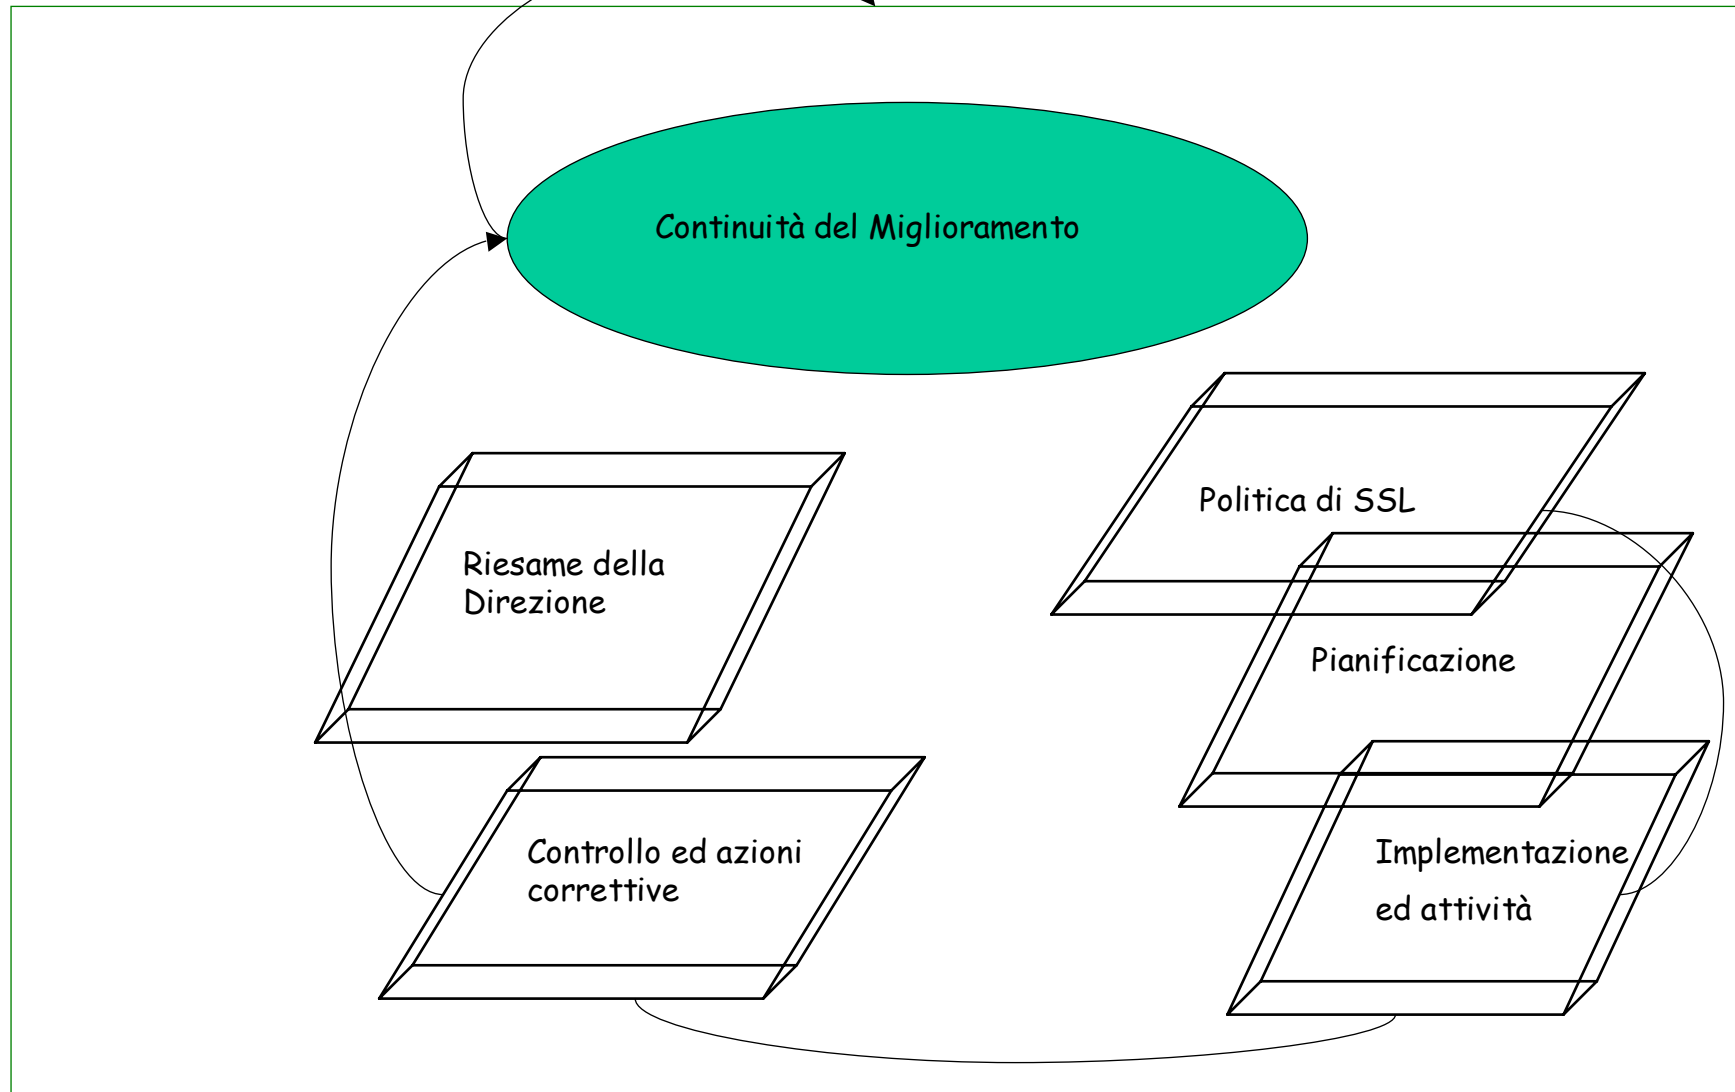 Continuità del Miglioramento
Politica di SSL
Riesame della
Direzione
Pianificazione
Controllo ed azioni
correttive
Implementazione
ed attività